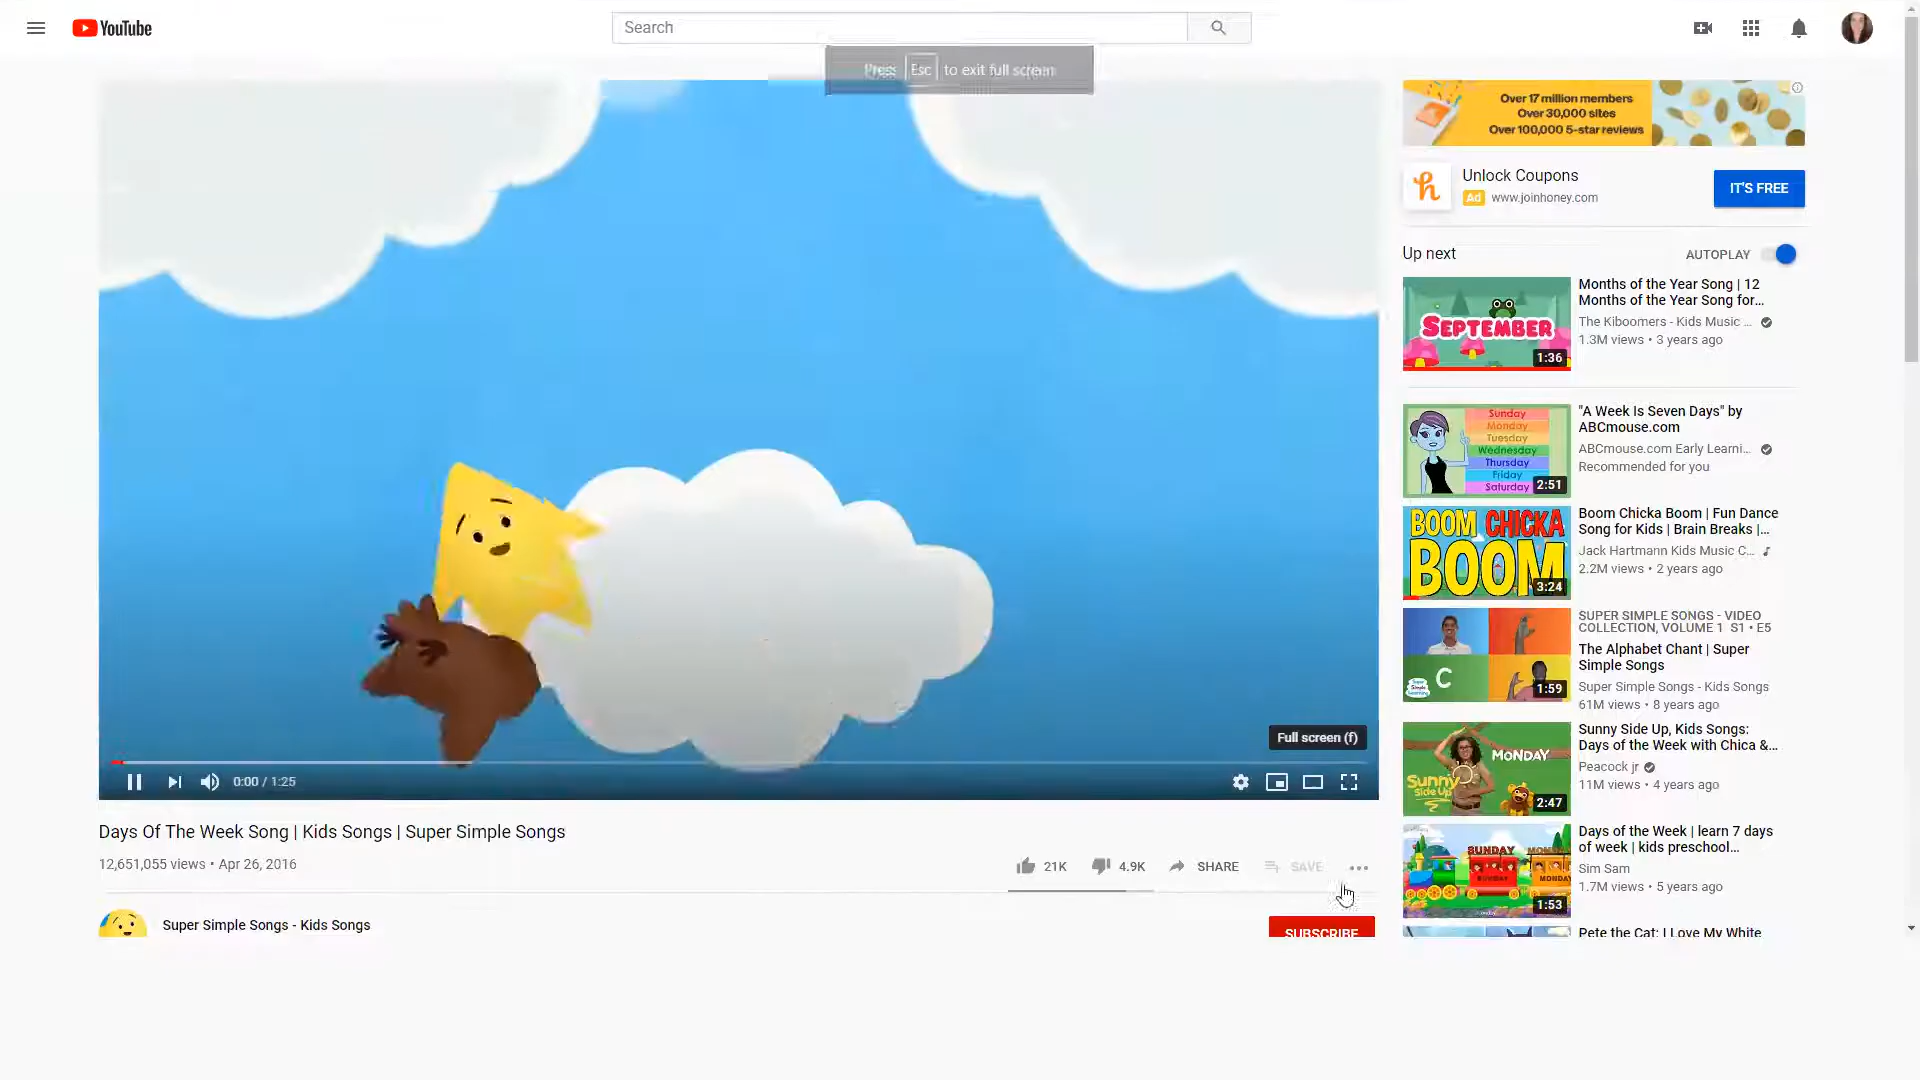 YouTube
Search
Press Esc to exit full screen
Full screen (f)
0:00 / 1:25
Days Of The Week Song | Kids Songs | Super Simple Songs
12,651,055 views • Apr 26, 2016
21K
4.9K
SHARE
SAVE
Super Simple Songs - Kids Songs
SUBSCRIBE
Over 17 million members
Over 30,000 sites
Over 100,000 5-star reviews
h
Unlock Coupons
Ad www.joinhoney.com
IT'S FREE
Up next
AUTOPLAY
SEPTEMBER
1:36
Months of the Year Song | 12
Months of the Year Song for...
The Kiboomers - Kids Music ...
1.3M views • 3 years ago
Sunday
Monday
Tuesday
Wednesday
Thursday
Friday
Saturday
2:51
"A Week Is Seven Days" by
ABCmouse.com
ABCmouse.com Early Learni...
Recommended for you
BOOM CHICKA
BOOM
3:24
Boom Chicka Boom | Fun Dance
Song for Kids | Brain Breaks |...
Jack Hartmann Kids Music C...
2.2M views • 2 years ago
C
Super
Simple
1:59
SUPER SIMPLE SONGS - VIDEO
COLLECTION, VOLUME 1 S1 • E5
The Alphabet Chant | Super
Simple Songs
Super Simple Songs - Kids Songs
61M views • 8 years ago
MONDAY
Sunny
Side Up
2:47
Sunny Side Up, Kids Songs:
Days of the Week with Chica &...
Peacock jr
11M views • 4 years ago
SUNDAY
MONDAY
SUNDAY
MONDAY
1:53
Days of the Week | learn 7 days
of week | kids preschool...
Sim Sam
1.7M views • 5 years ago
Pete the Cat: I Love My White